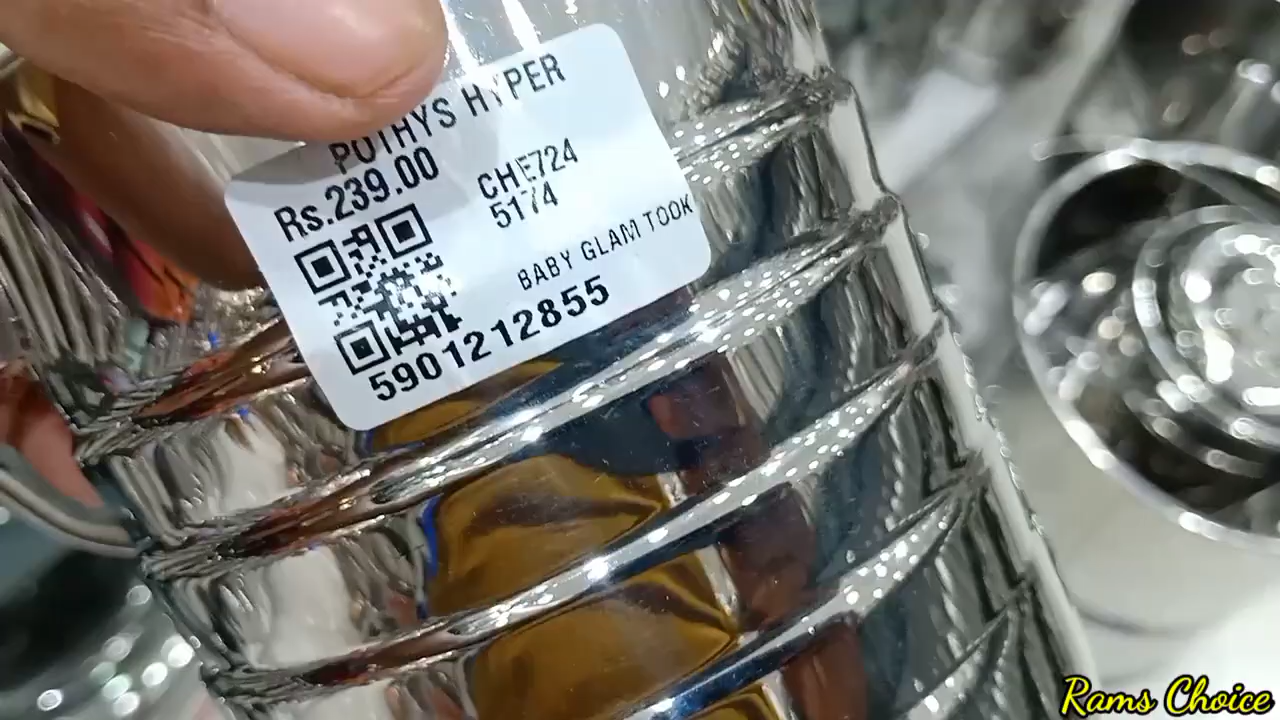 POTHYS HYPER
Rs.239.00
CHE724
5174
BABY GLAM TOOK
5901212855
Rams Choice